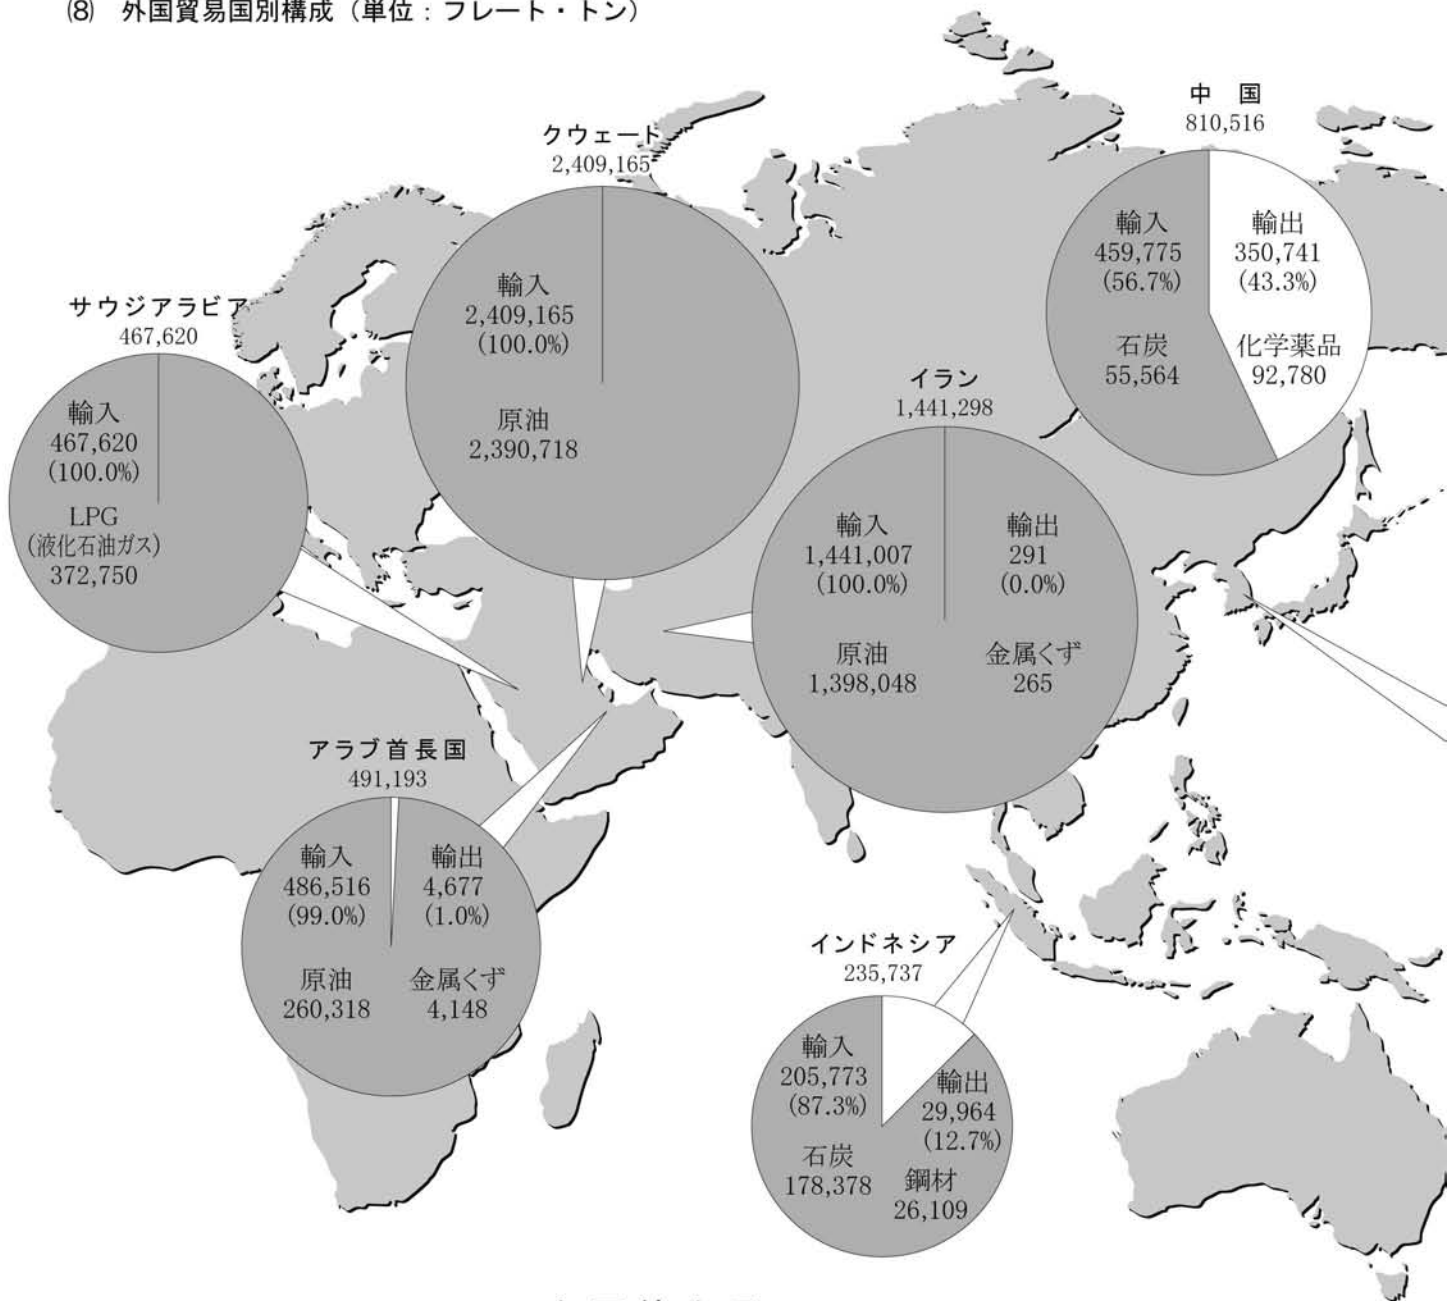 ⑻　外国貿易国別構成（単位：フレート・トン）
中　国
810,516
輸入
459,775
(56.7%)
石炭
55,564
輸出
350,741
(43.3%)
化学薬品
92,780
クウェート
2,409,165
輸入
2,409,165
(100.0%)
原油
2,390,718
サウジアラビア
467,620
輸入
467,620
(100.0%)
LPG
(液化石油ガス)
372,750
イラン
1,441,298
輸入
1,441,007
(100.0%)
原油
1,398,048
輸出
291
(0.0%)
金属くず
265
アラブ首長国
491,193
輸入
486,516
(99.0%)
原油
260,318
輸出
4,677
(1.0%)
金属くず
4,148
インドネシア
235,737
輸入
205,773
(87.3%)
石炭
178,378
輸出
29,964
(12.7%)
鋼材
26,109